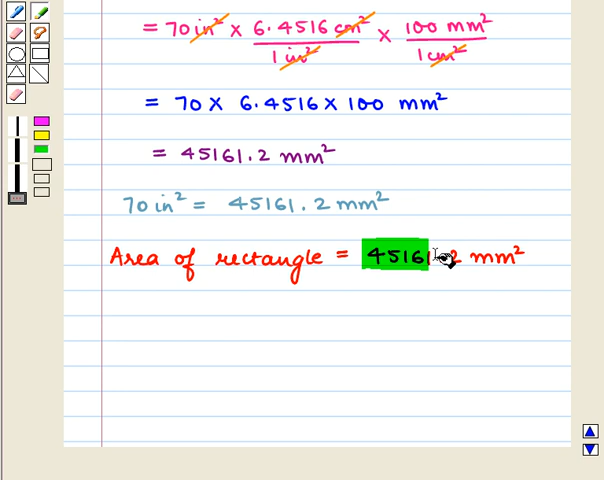 = 70 in² × 6.4516 cm² / 1 in² × 100 mm² / 1 cm²
= 70 × 6.4516 × 100 mm²
= 45161.2 mm²
70 in² = 45161.2 mm²
Area of rectangle = 45161.2 mm²